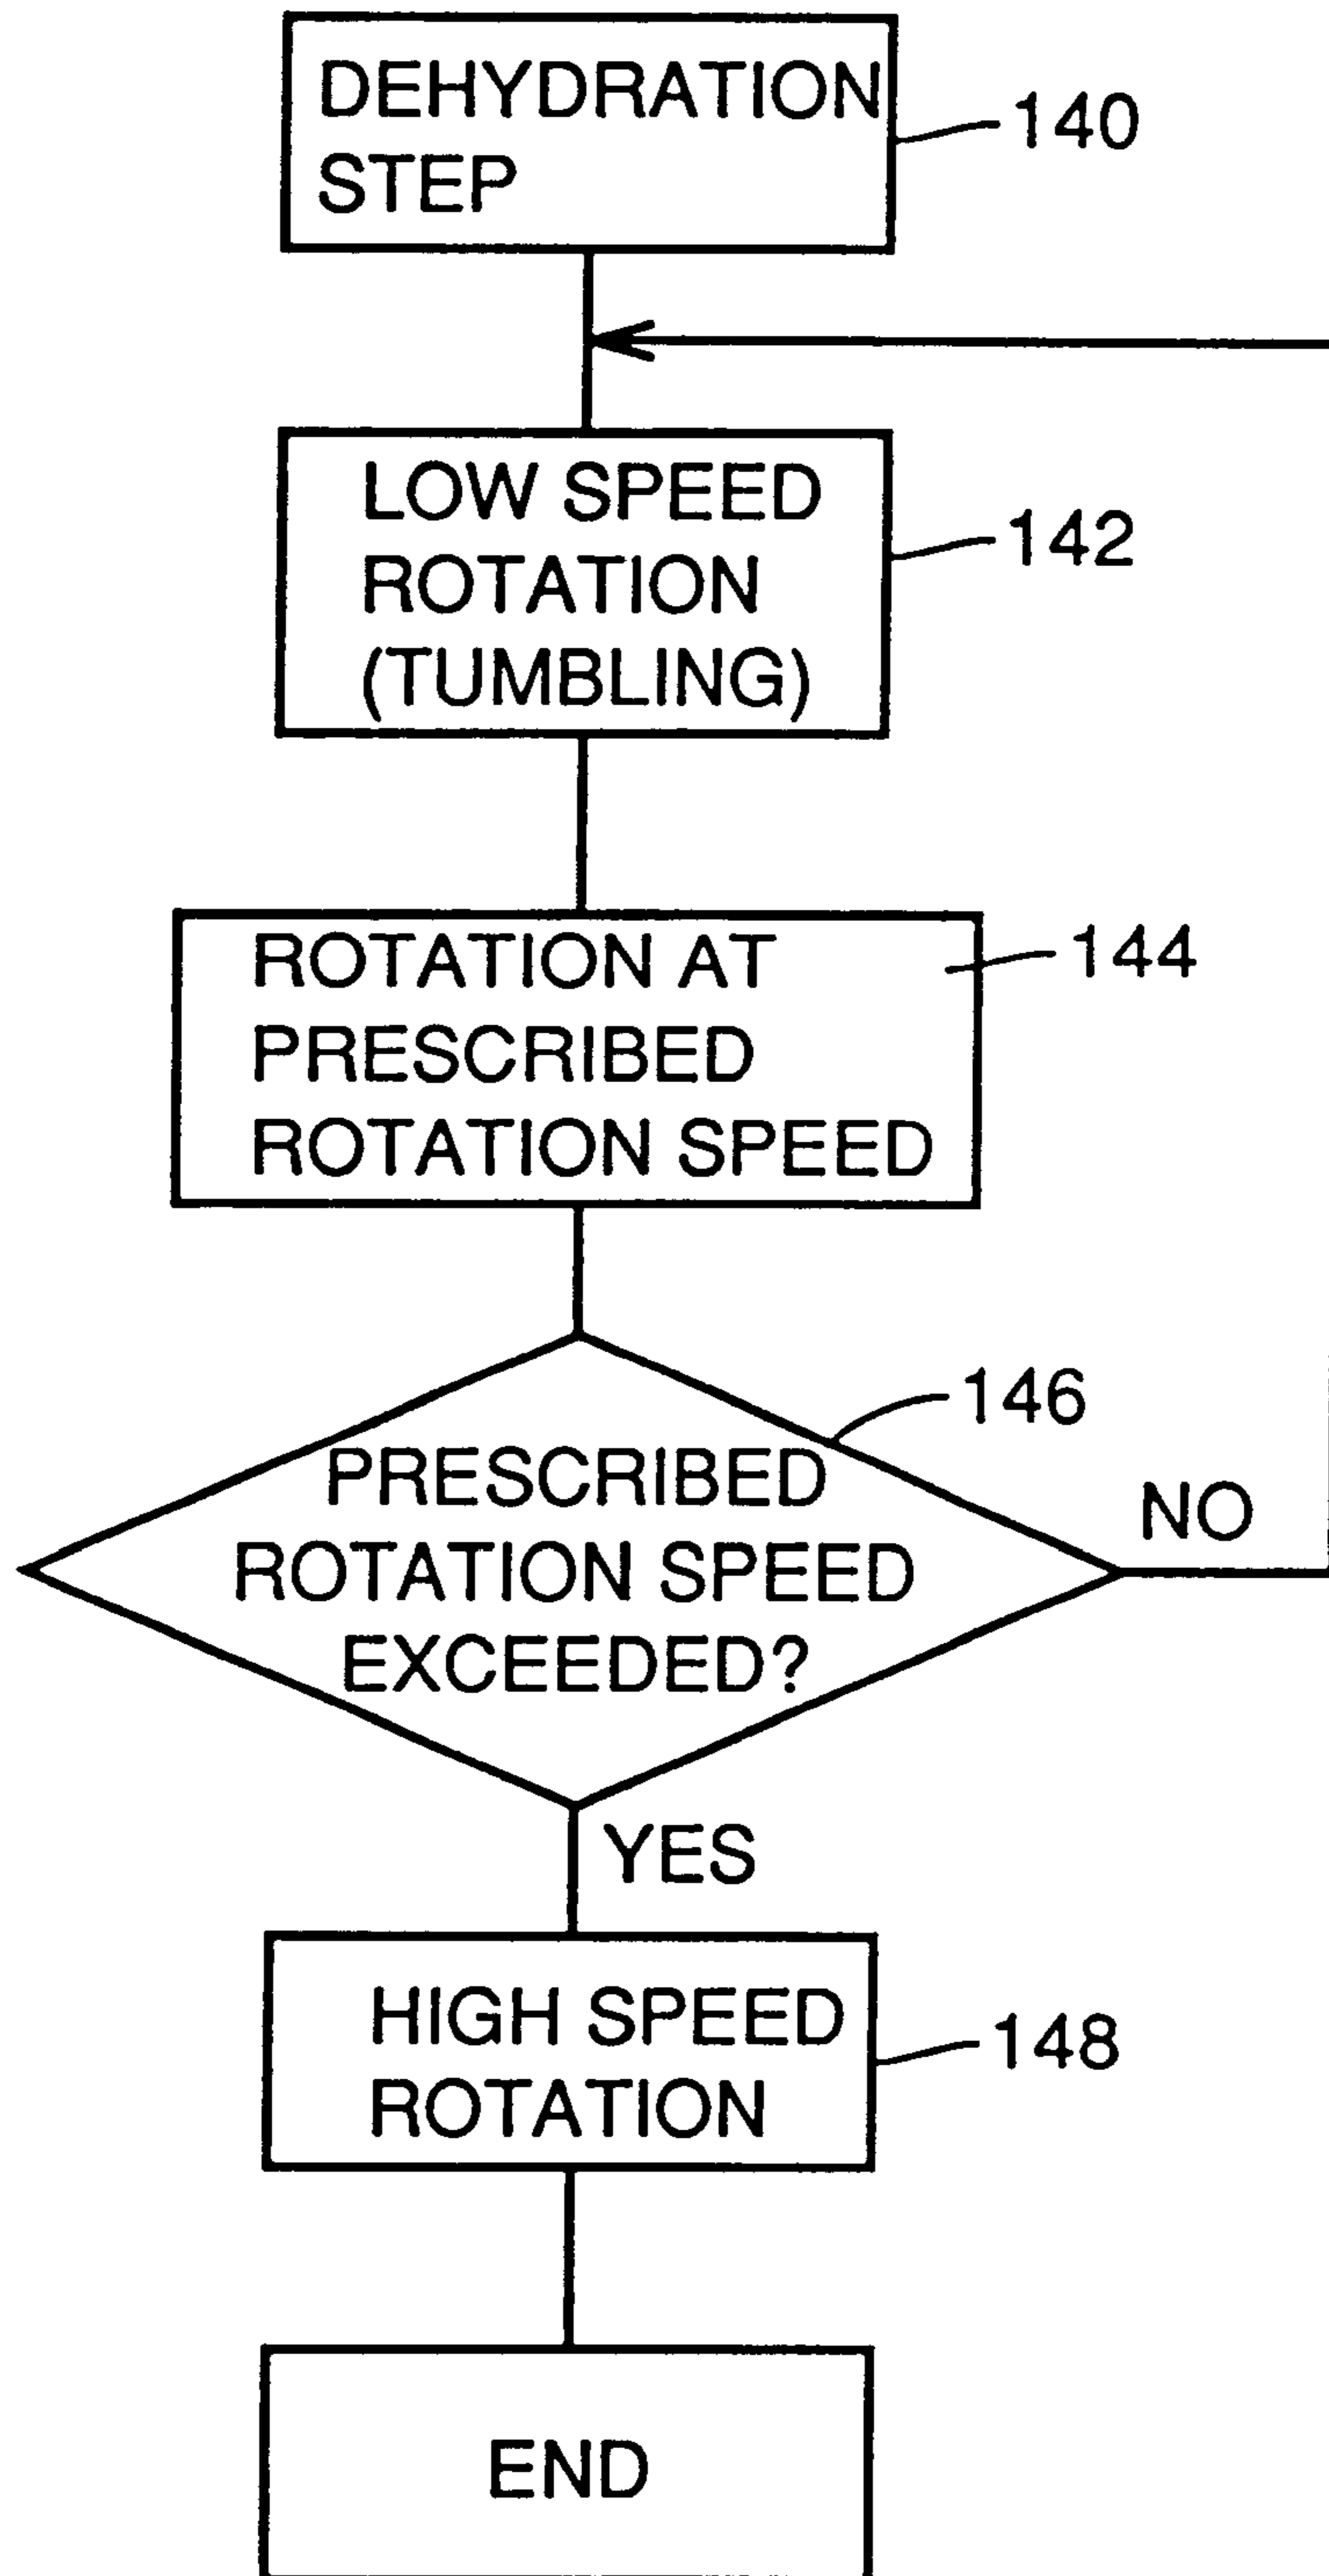 DEHYDRATION
STEP
140
LOW SPEED
ROTATION
(TUMBLING)
142
ROTATION AT
PRESCRIBED
ROTATION SPEED
144
PRESCRIBED
ROTATION SPEED
EXCEEDED?
146
NO
YES
HIGH SPEED
ROTATION
148
END